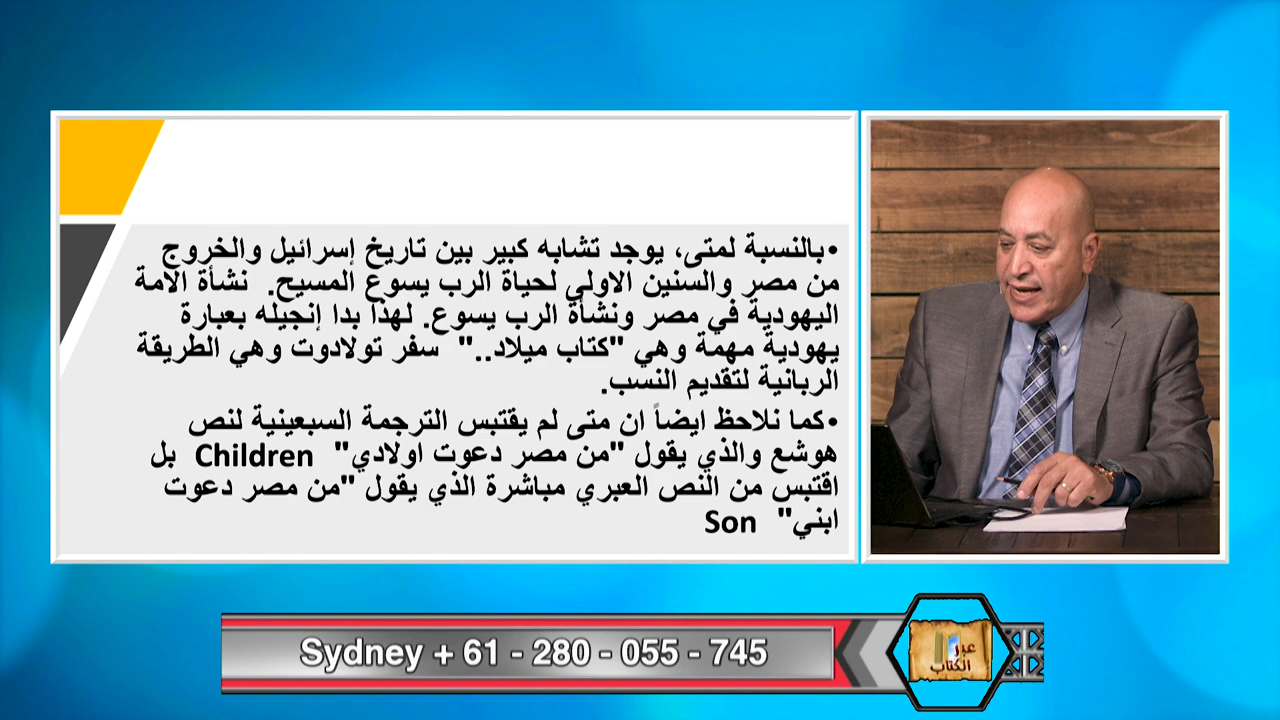 •بالنسبة لمتى، يوجد تشابه كبير بين تاريخ إسرائيل والخروج
من مصر والسنين الاولى لحياة الرب يسوع المسيح. نشأة الامة
اليهودية في مصر ونشأة الرب يسوع. لهذا بدا إنجيله بعبارة
يهودية مهمة وهي "كتاب ميلاد.." سفر تولادوت وهي الطريقة
الربانية لتقديم النسب.
•كما نلاحظ ايضاً ان متى لم يقتبس الترجمة السبعينية لنص
هوشع والذي يقول "من مصر دعوت اولادي" Children بل
اقتبس من النص العبري مباشرة الذي يقول "من مصر دعوت
ابني" Son
Sydney + 61 - 280 - 055 - 745
عبر
الكتاب